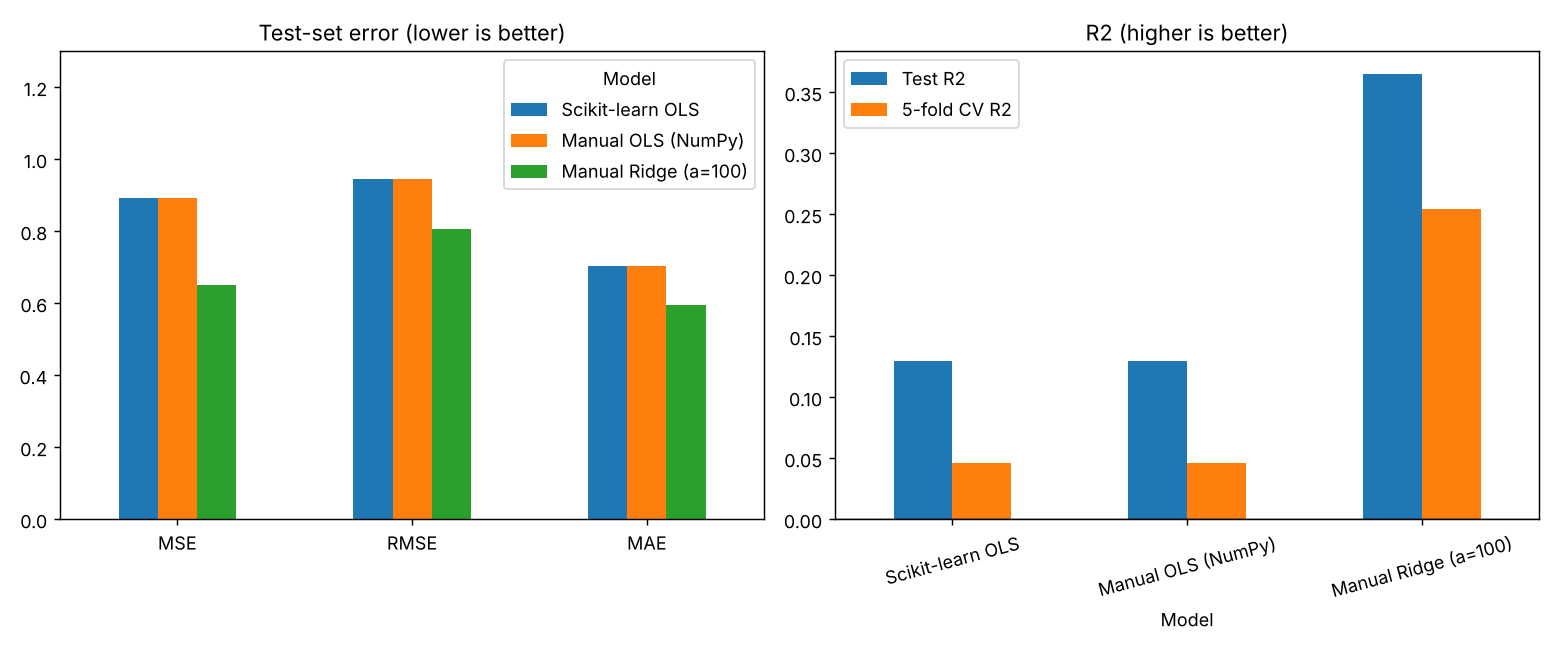 Test-set error (lower is better)
1.2
1.0
0.8
0.6
0.4
0.2
0.0
Model
Scikit-learn OLS
Manual OLS (NumPy)
Manual Ridge (a=100)
MSE
RMSE
MAE
R2 (higher is better)
0.35
0.30
0.25
0.20
0.15
0.10
0.05
0.00
Test R2
5-fold CV R2
Scikit-learn OLS
Manual OLS (NumPy)
Manual Ridge (a=100)
Model